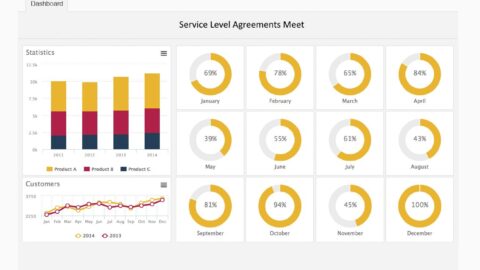 Dashboard
Service Level Agreements Meet
Statistics
12.5k
10k
7.5k
5k
2.5k
0k
2011 2012 2013 2014
Product A Product B Product C
Customers
3750
2250
Jan Feb Mar Apr May Jun Jul Aug Sep Oct Nov Dec
2014 2013
69% 78% 65% 84%
January February March April
39% 55% 61% 43%
May June July August
81% 94% 45% 100%
September October November December